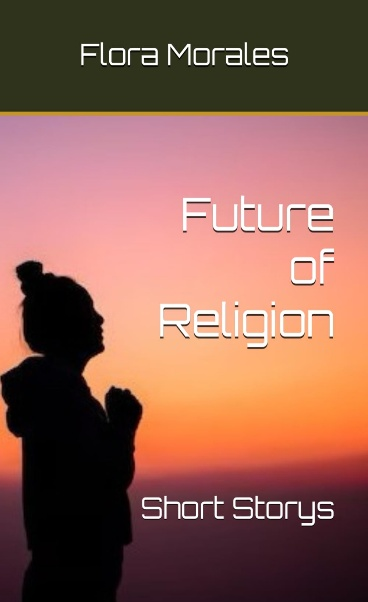 Flora Morales
Future
of
Religion
Short Storys